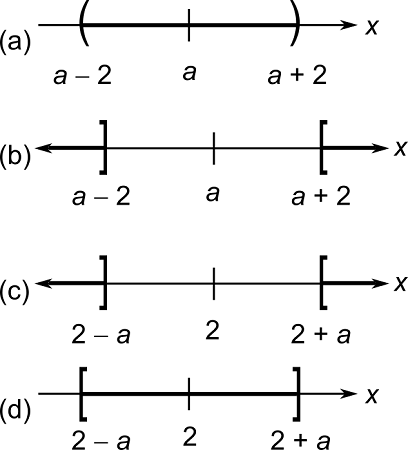 (a) x
a – 2 a a + 2
(b) x
a – 2 a a + 2
(c) x
2 – a 2 2 + a
(d) x
2 – a 2 2 + a